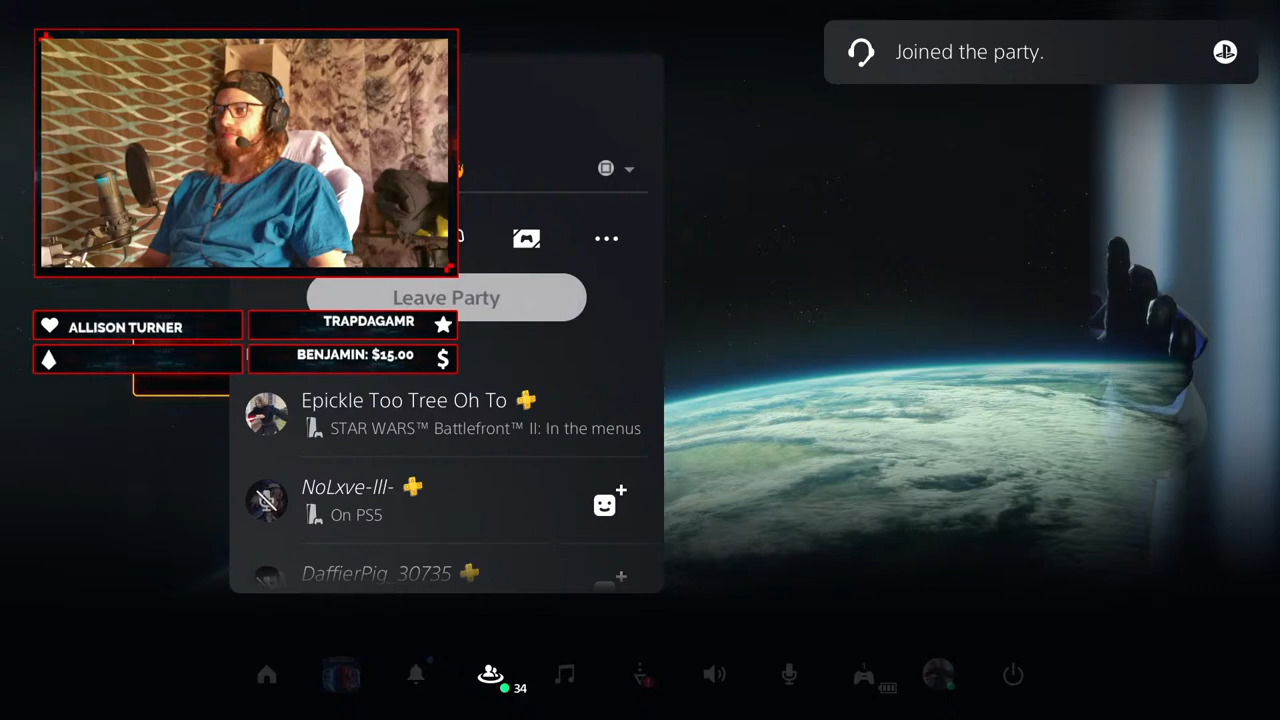 Joined the party.
Leave Party
ALLISON TURNER
TRAPDAGAMR
BENJAMIN: $15.00
$
Epickle Too Tree Oh To
STAR WARS™ Battlefront™ II: In the menus
NoLxve-lll-
On PS5
DaffierPig_30735
34
1